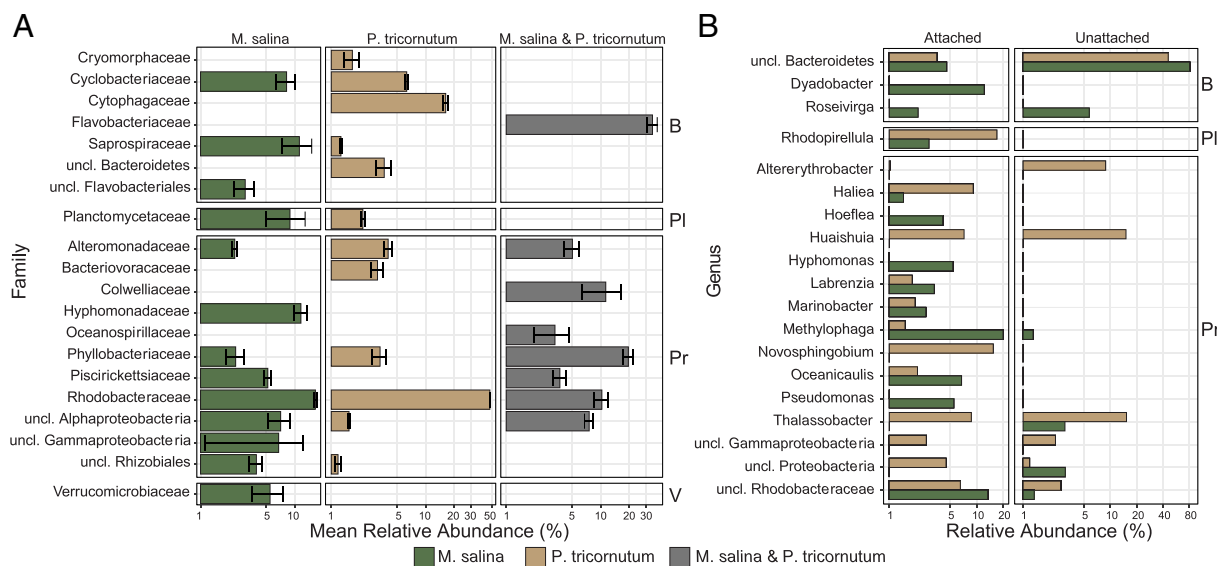 A
M. salina
P. tricornutum
M. salina & P. tricornutum
Family
Cryomorphaceae
Cyclobacteriaceae
Cytophagaceae
Flavobacteriaceae
Saprospiraceae
uncl. Bacteroidetes
uncl. Flavobacteriales
B
Planctomycetaceae
Pl
Alteromonadaceae
Bacteriovoracaceae
Colwelliaceae
Hyphomonadaceae
Oceanospirillaceae
Phyllobacteriaceae
Piscirickettsiaceae
Rhodobacteraceae
uncl. Alphaproteobacteria
uncl. Gammaproteobacteria
uncl. Rhizobiales
Pr
Verrucomicrobiaceae
V
1 5 10
1 5 10 20 30 50
1 5 10 20 30
Mean Relative Abundance (%)
B
Attached
Unattached
Genus
uncl. Bacteroidetes
Dyadobacter
Roseivirga
B
Rhodopirellula
Pl
Altererythrobacter
Haliea
Hoeflea
Huaishuia
Hyphomonas
Labrenzia
Marinobacter
Methylophaga
Novosphingobium
Oceanicaulis
Pseudomonas
Thalassobacter
uncl. Gammaproteobacteria
uncl. Proteobacteria
uncl. Rhodobacteraceae
Pr
1 5 10 20
1 10 20 40 80
Relative Abundance (%)
M. salina
P. tricornutum
M. salina & P. tricornutum